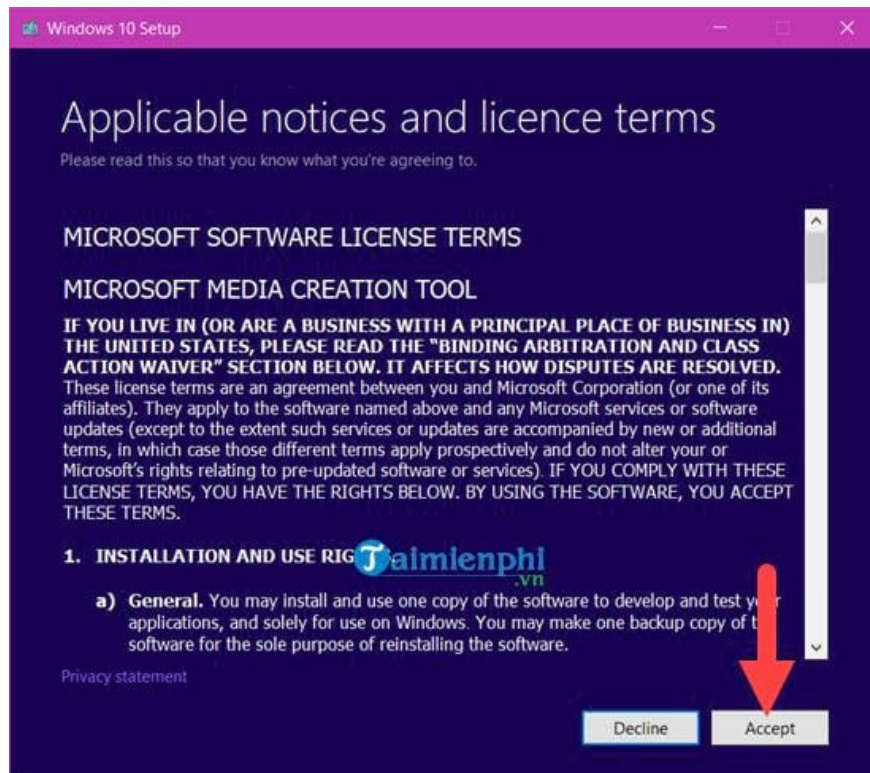 Windows 10 Setup
Applicable notices and licence terms
Please read this so that you know what you're agreeing to.
MICROSOFT SOFTWARE LICENSE TERMS
MICROSOFT MEDIA CREATION TOOL
IF YOU LIVE IN (OR ARE A BUSINESS WITH A PRINCIPAL PLACE OF BUSINESS IN)
THE UNITED STATES, PLEASE READ THE “BINDING ARBITRATION AND CLASS
ACTION WAIVER” SECTION BELOW. IT AFFECTS HOW DISPUTES ARE RESOLVED.
These license terms are an agreement between you and Microsoft Corporation (or one of its
affiliates). They apply to the software named above and any Microsoft services or software
updates (except to the extent such services or updates are accompanied by new or additional
terms, in which case those different terms apply prospectively and do not alter your or
Microsoft’s rights relating to pre-updated software or services). IF YOU COMPLY WITH THESE
LICENSE TERMS, YOU HAVE THE RIGHTS BELOW. BY USING THE SOFTWARE, YOU ACCEPT
THESE TERMS.
1. INSTALLATION AND USE
Taimienphi
.vn
a) General. You may install and use one copy of the software to develop and test
applications, and solely for use on Windows. You may make one backup copy of
software for the sole purpose of reinstalling the software.
Privacy statement
Decline
Accept